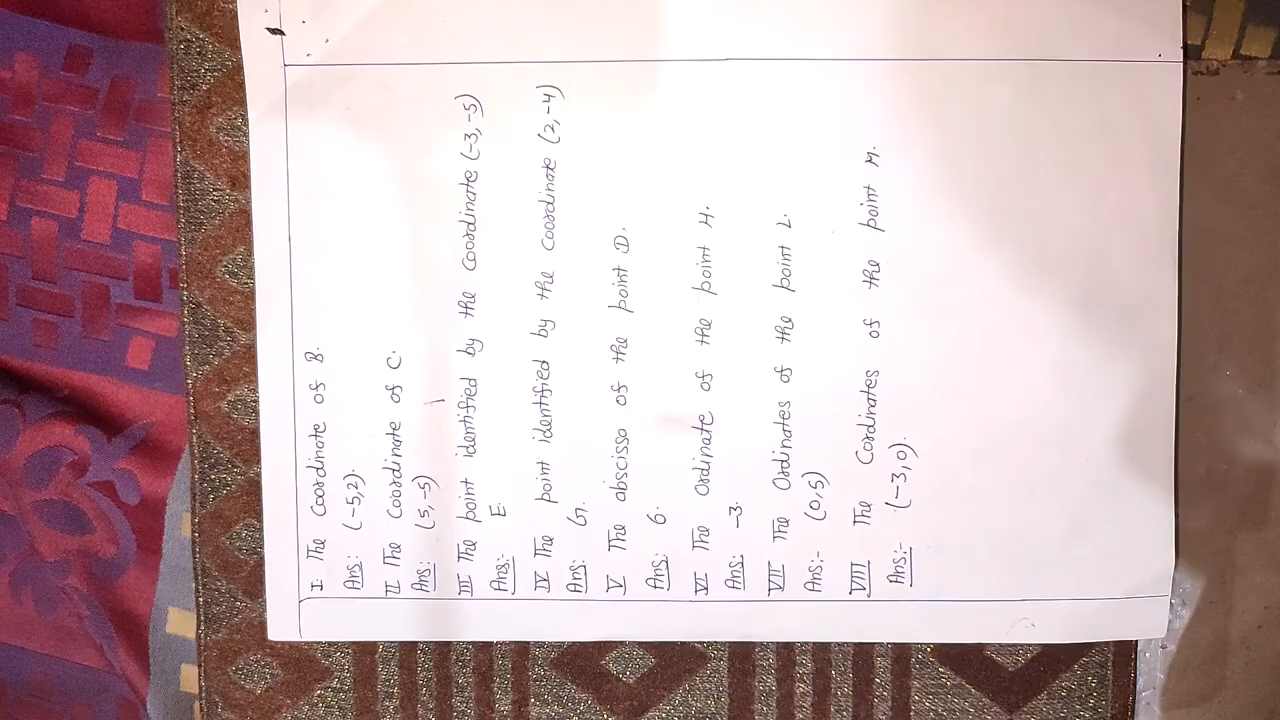 I The coordinate of B.
Ans: (-5,2).
II The coordinate of C.
Ans: (5,-5)
III The point identified by the coordinate (-3,-5)
Ans:- E.
IV The point identified by the coordinate (2,-4)
Ans: G.
V The abscisso of the point D.
Ans: 6.
VI The ordinate of the point H.
Ans: -3.
VII The Ordinates of the point L.
Ans:- (0,5)
VIII The Cordinates of the point M.
Ans:- (-3,0).